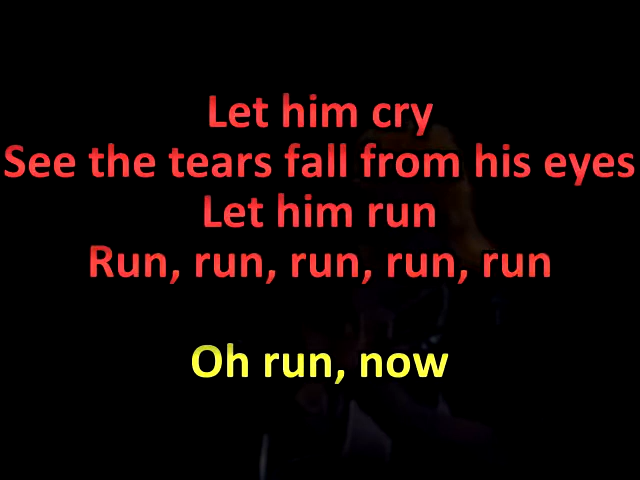 Let him cry
See the tears fall from his eyes
Let him run
Run, run, run, run, run
Oh run, now